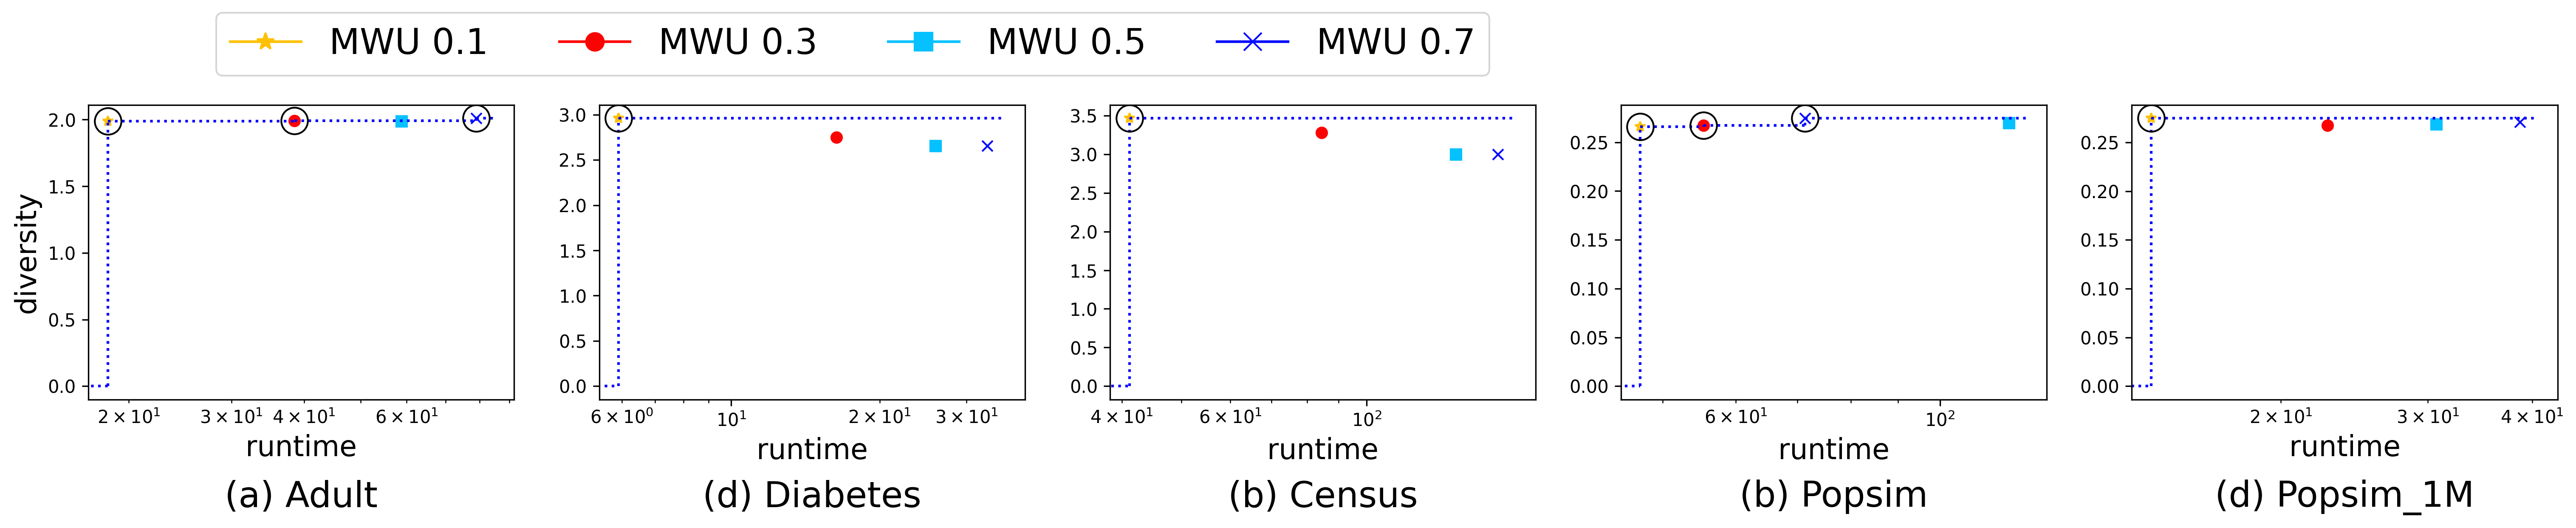 MWU 0.1 MWU 0.3 MWU 0.5 MWU 0.7
diversity
2.0
1.5
1.0
0.5
0.0
2×10¹ 3×10¹ 4×10¹ 6×10¹
runtime
(a) Adult
3.0
2.5
2.0
1.5
1.0
0.5
0.0
6×10⁰ 10¹ 2×10¹ 3×10¹
runtime
(d) Diabetes
3.5
3.0
2.5
2.0
1.5
1.0
0.5
0.0
4×10¹ 6×10¹ 10²
runtime
(b) Census
0.25
0.20
0.15
0.10
0.05
0.00
6×10¹ 10²
runtime
(b) Popsim
0.25
0.20
0.15
0.10
0.05
0.00
2×10¹ 3×10¹ 4×10¹
runtime
(d) Popsim_1M